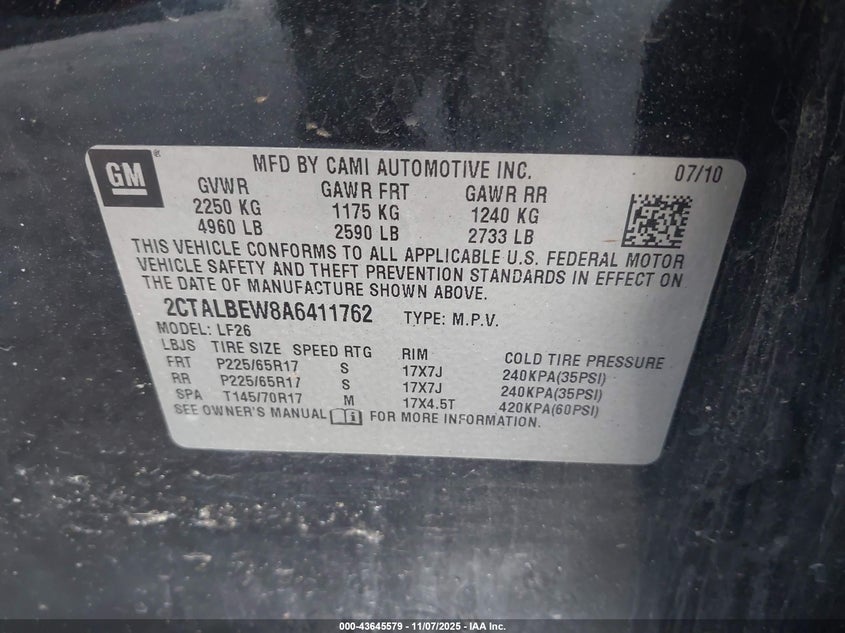 GM ®
MFD BY CAMI AUTOMOTIVE INC. 07/10
GVWR GAWR FRT GAWR RR
2250 KG 1175 KG 1240 KG
4960 LB 2590 LB 2733 LB
THIS VEHICLE CONFORMS TO ALL APPLICABLE U.S. FEDERAL MOTOR
VEHICLE SAFETY AND THEFT PREVENTION STANDARDS IN EFFECT ON
THE DATE OF MANUFACTURE SHOWN ABOVE.
2CTALBEW8A6411762 TYPE: M.P.V.
MODEL: LF26
LBJS TIRE SIZE SPEED RTG RIM COLD TIRE PRESSURE
FRT P225/65R17 S 17X7J 240KPA(35PSI)
RR P225/65R17 S 17X7J 240KPA(35PSI)
SPA T145/70R17 M 17X4.5T 420KPA(60PSI)
SEE OWNER'S MANUAL FOR MORE INFORMATION.
000-43645579 - 11/07/2025 - IAA Inc.